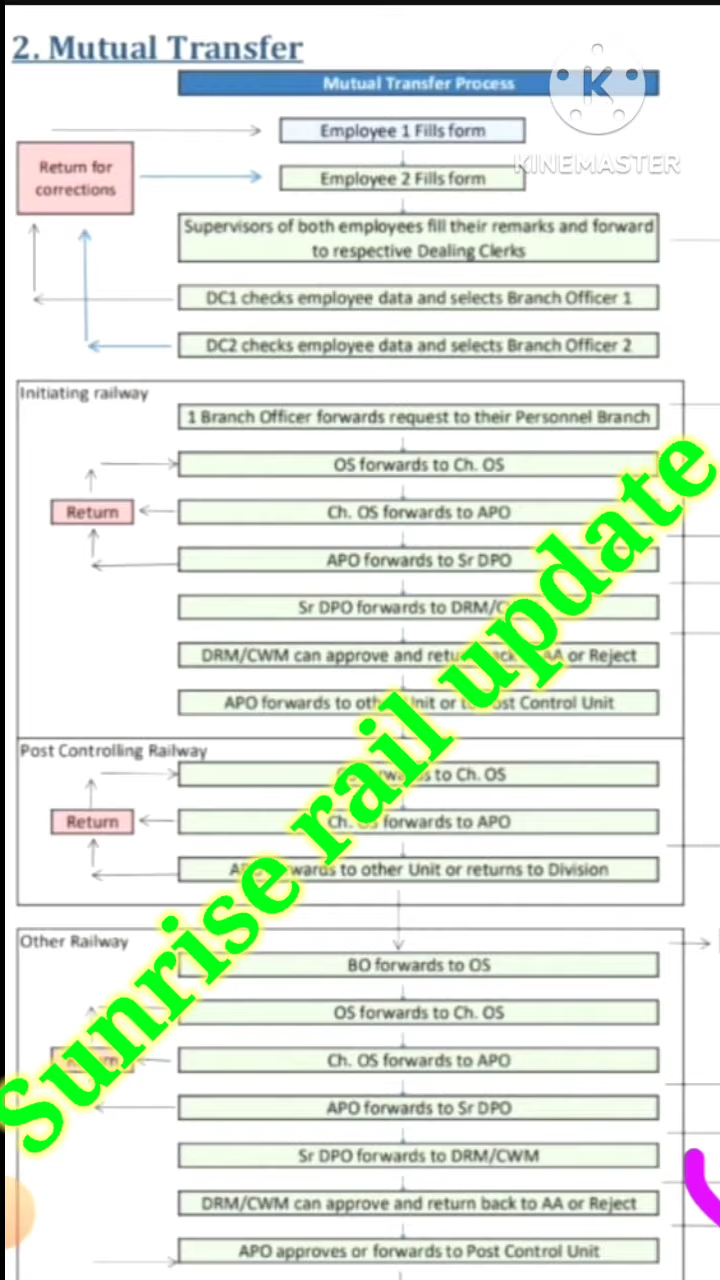 2. Mutual Transfer
Mutual Transfer Process
K
KINEMASTER
Employee 1 Fills form
Return for
corrections
Employee 2 Fills form
Supervisors of both employees fill their remarks and forward
to respective Dealing Clerks
DC1 checks employee data and selects Branch Officer 1
DC2 checks employee data and selects Branch Officer 2
Initiating railway
1 Branch Officer forwards request to their Personnel Branch
OS forwards to Ch. OS
Return
Ch. OS forwards to APO
APO forwards to Sr DPO
Sr DPO forwards to
DRM/CWM can approve and or Reject
APO forwards to Control Unit
Post Controlling Railway
to Ch. OS
Return
forwards to APO
to other Unit or returns to Division
Other Railway
BO forwards to OS
OS forwards to Ch. OS
Ch. OS forwards to APO
APO forwards to Sr DPO
Sr DPO forwards to DRM/CWM
DRM/CWM can approve and return back to AA or Reject
APO approves or forwards to Post Control Unit
Sunrise rail update